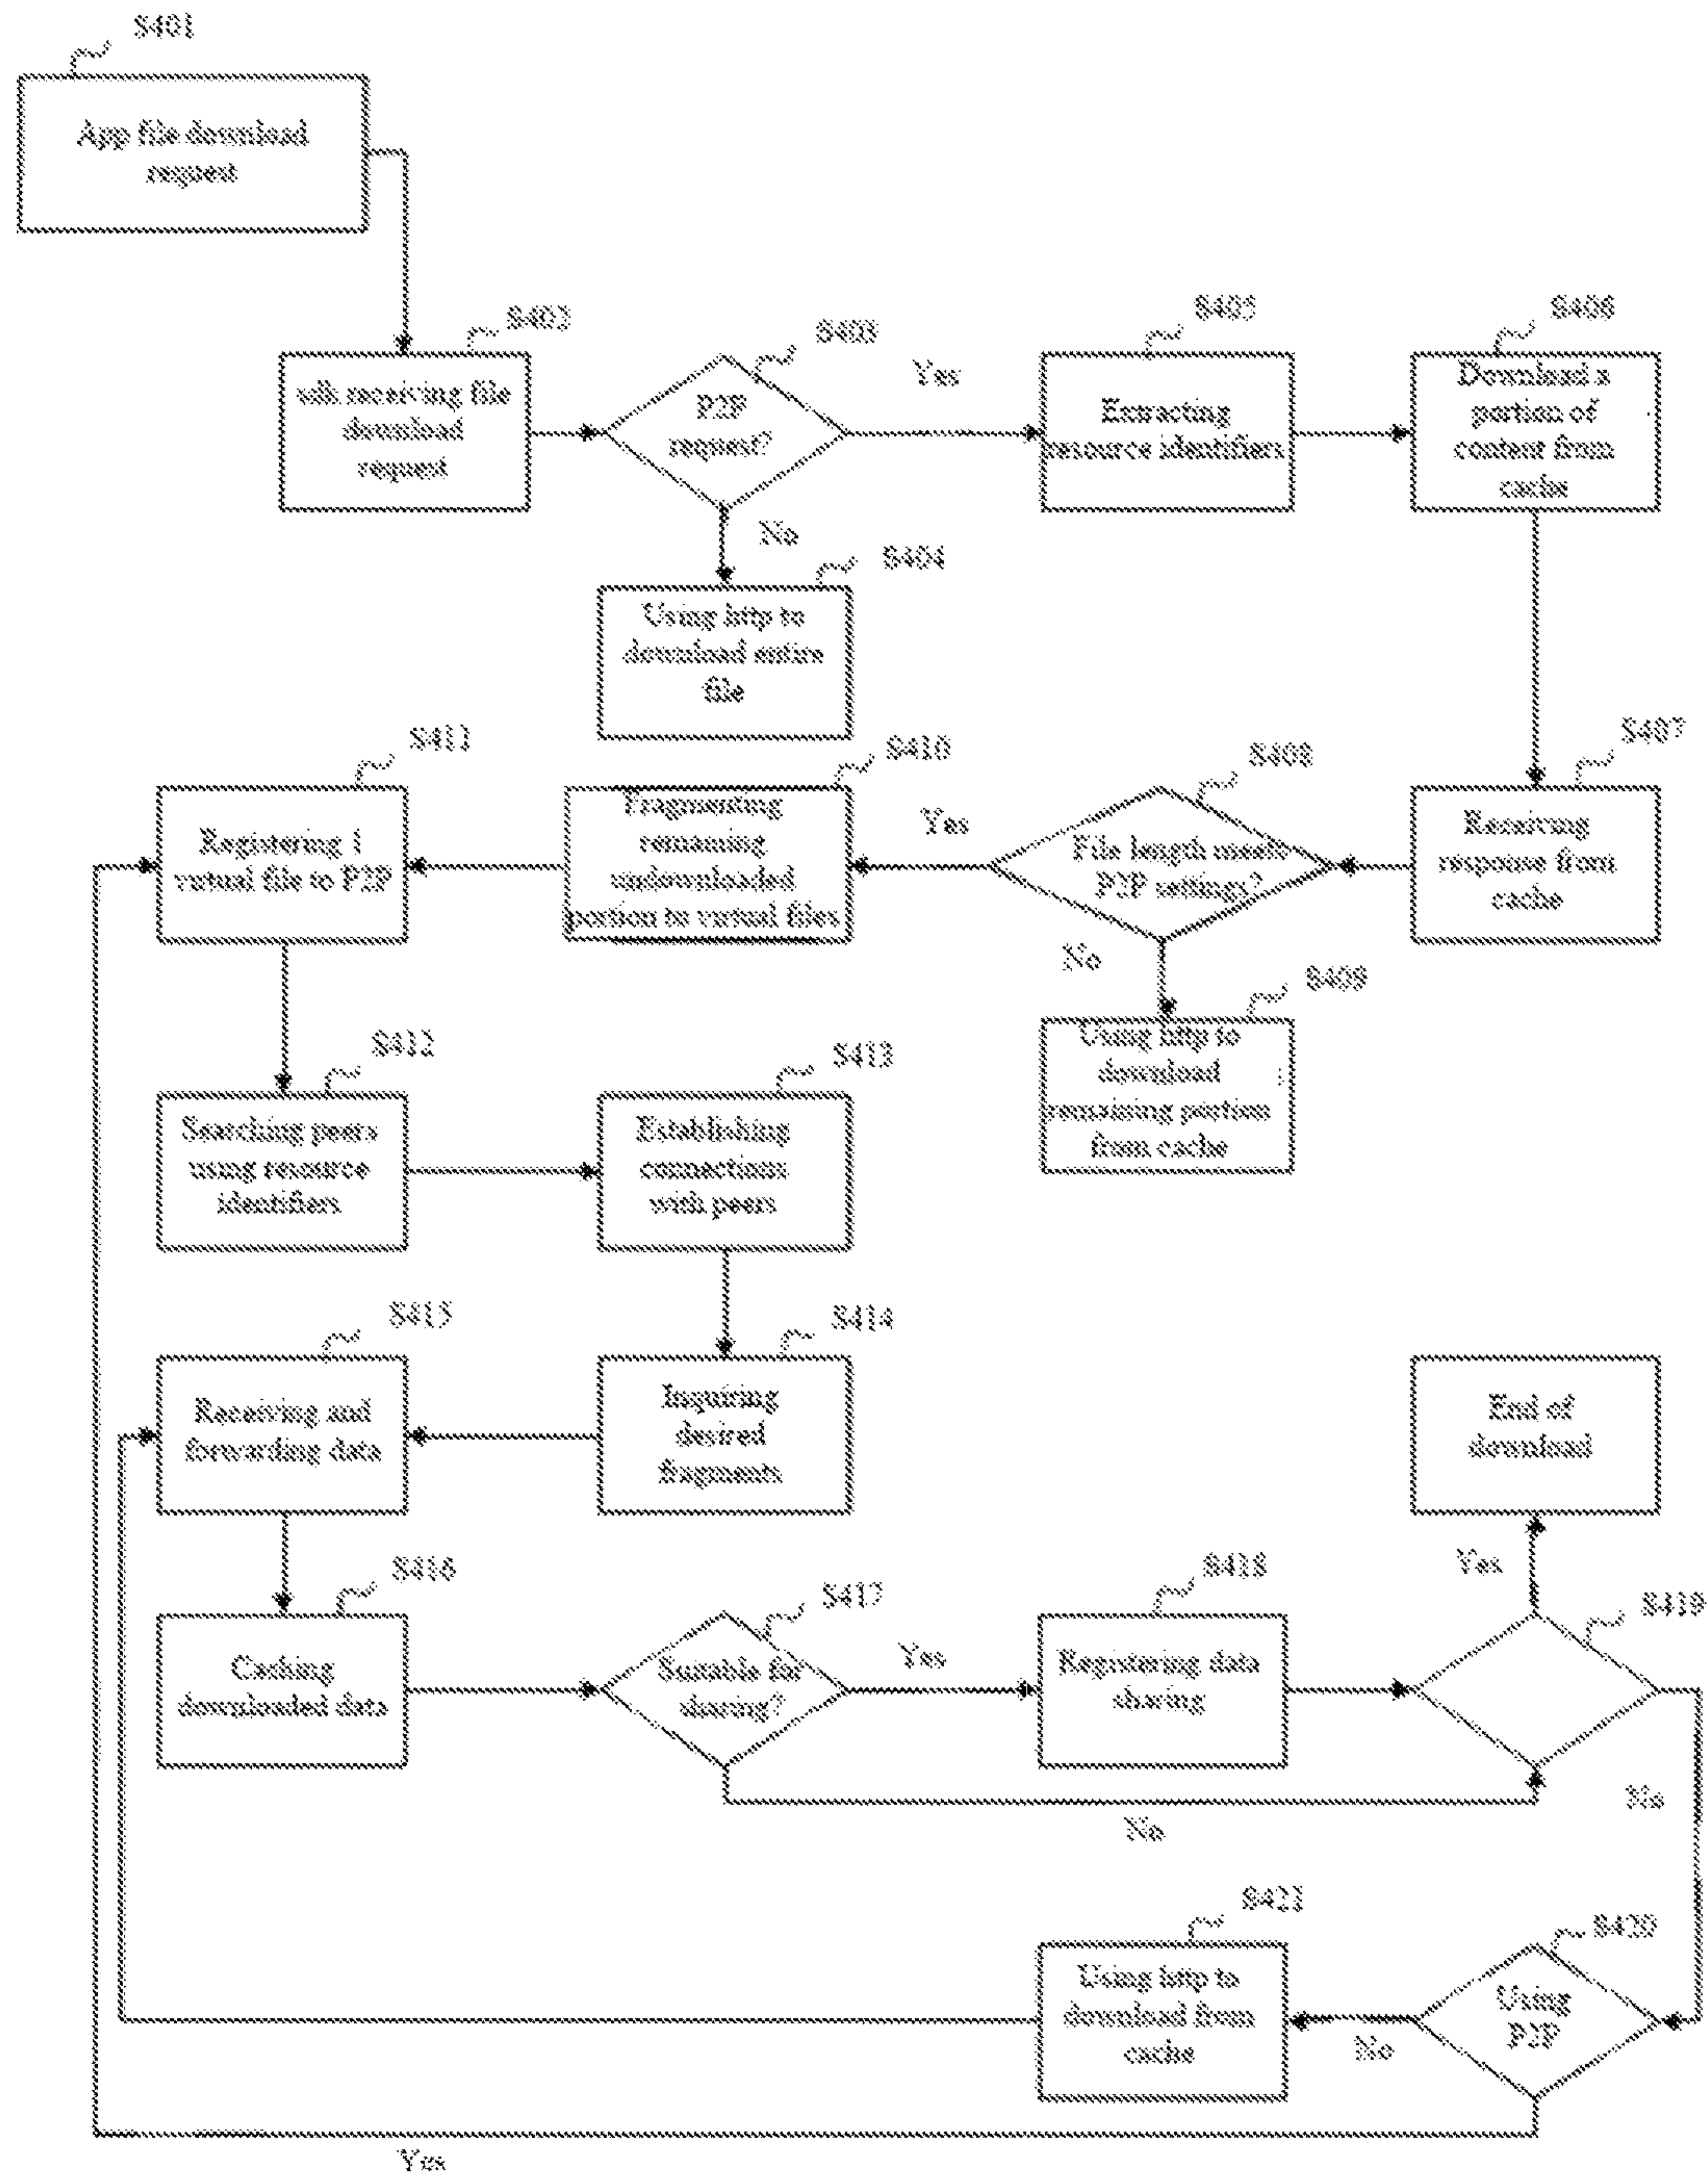 S401
App file download
request
S402
sdk receiving file
download
request
S403
P2P
request?
Yes
No
S404
Using http to
download entire
file
S405
Extracting
resource identifiers
S406
Download a
portion of
content from
cache
S407
Receiving
response from
cache
S408
File length meets
P2P settings?
Yes
No
S409
Using http to
download
remaining portion
from cache
S410
Fragmenting
remaining
undownloaded
portion to virtual files
S411
Registering 1
virtual file to P2P
S412
Searching peers
using resource
identifiers
S413
Establishing
connections
with peers
S414
Inquiring
desired
fragments
S415
Receiving and
forwarding data
S416
Caching
downloaded data
S417
Suitable for
sharing?
Yes
No
S418
Registering data
sharing
S419
Yes
End of
download
No
S420
Using
P2P
No
S421
Using http to
download from
cache
Yes